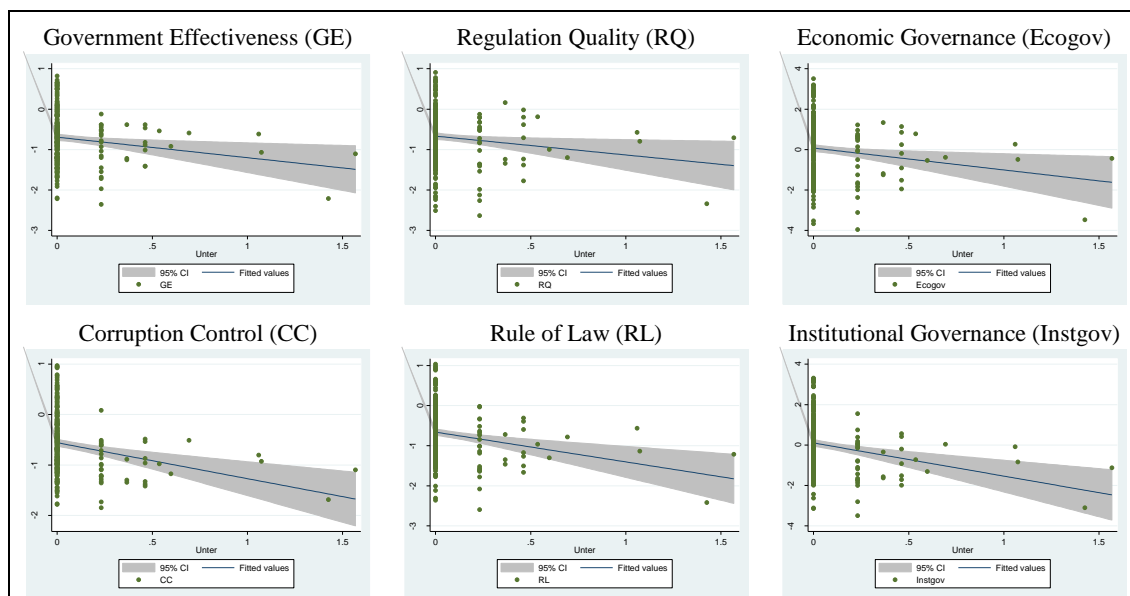 Government Effectiveness (GE)
1
0
-1
-2
-3
0
.5
1
1.5
Unter
95% CI
Fitted values
GE
Regulation Quality (RQ)
1
0
-1
-2
-3
0
.5
1
1.5
Unter
95% CI
Fitted values
RQ
Economic Governance (Ecogov)
4
2
0
-2
-4
0
.5
1
1.5
Unter
95% CI
Fitted values
Ecogov
Corruption Control (CC)
1
0
-1
-2
0
.5
1
1.5
Unter
95% CI
Fitted values
CC
Rule of Law (RL)
1
0
-1
-2
-3
0
.5
1
1.5
Unter
95% CI
Fitted values
RL
Institutional Governance (Instgov)
4
2
0
-2
-4
0
.5
1
1.5
Unter
95% CI
Fitted values
Instgov